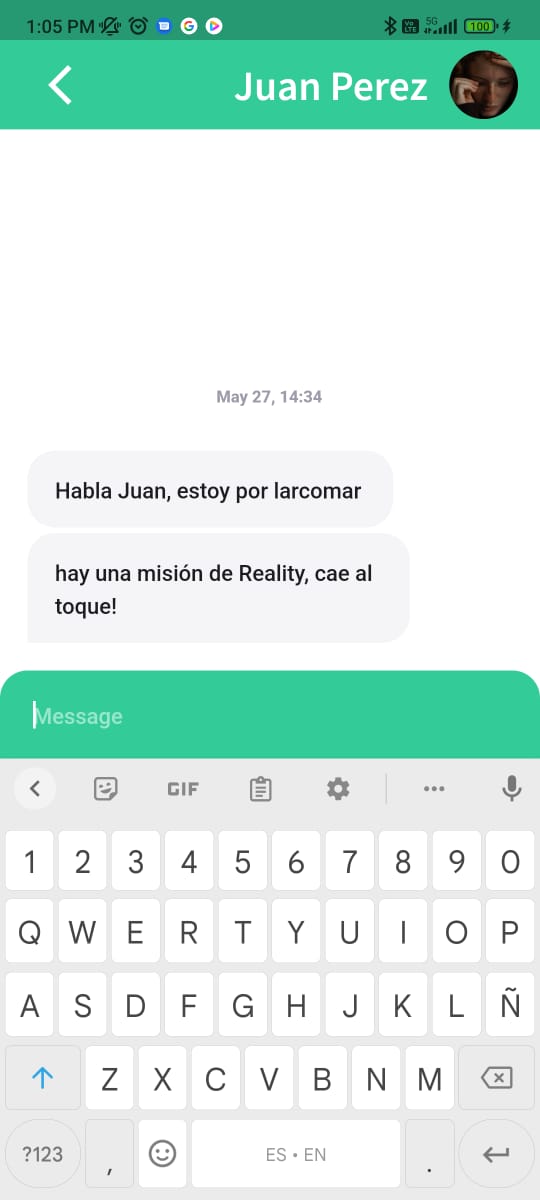 1:05 PM
Vo LTE 5G 100
Juan Perez
May 27, 14:34
Habla Juan, estoy por larcomar
hay una misión de Reality, cae al
toque!
Message
GIF
1 2 3 4 5 6 7 8 9 0
Q W E R T Y U I O P
A S D F G H J K L Ñ
Z X C V B N M
?123 , ES • EN .